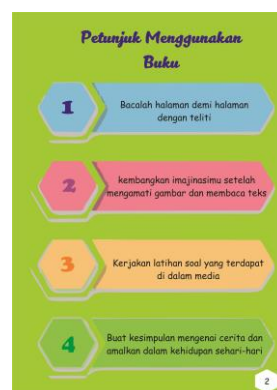 Petunjuk Menggunakan
Buku
1
Bacalah halaman demi halaman
dengan teliti
2
kembangkan imajinasimu setelah
mengamati gambar dan membaca teks
3
Kerjakan latihan soal yang terdapat
di dalam media
4
Buat kesimpulan mengenai cerita dan
amalkan dalam kehidupan sehari-hari
2